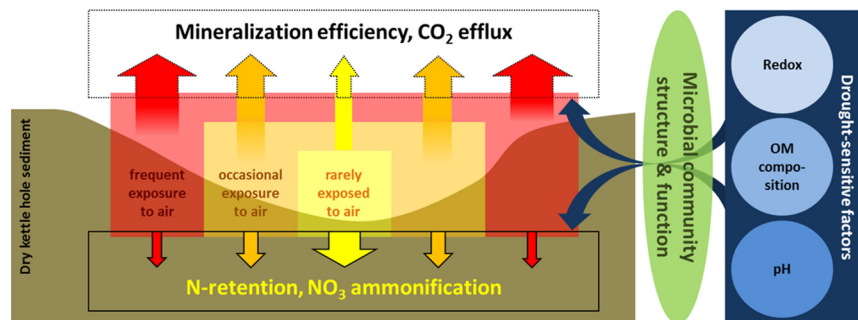 Mineralization efficiency, CO2 efflux
Dry kettle hole sediment
frequent
exposure
to air
occasional
exposure
to air
rarely
exposed
to air
N-retention, NO3 ammonification
Microbial community
structure & function
Redox
OM
compo-
sition
pH
Drought-sensitive factors